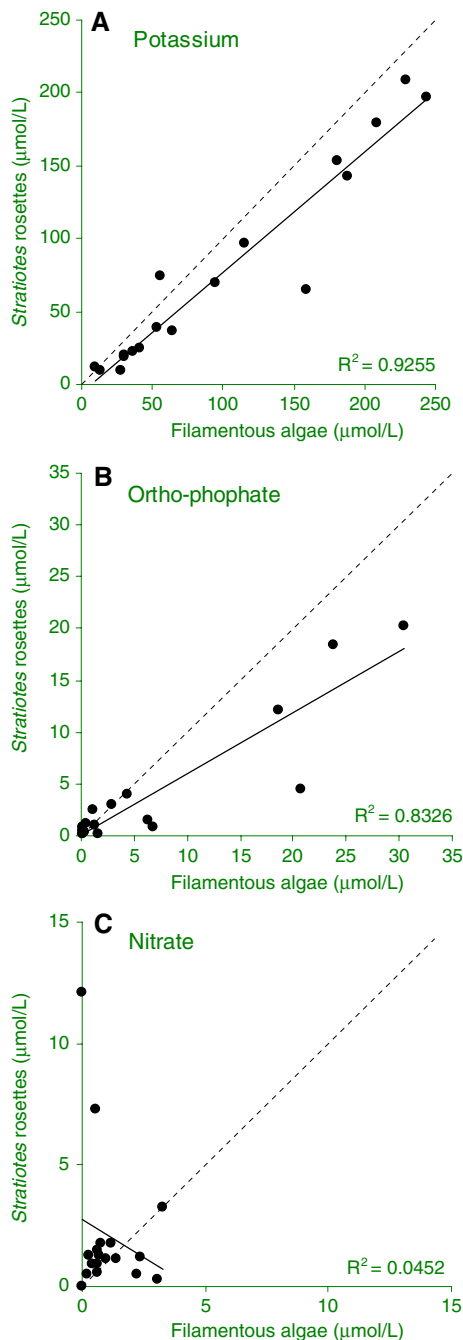 A
Potassium
250
200
150
100
50
0
Stratiotes rosettes (μmol/L)
R² = 0.9255
0 50 100 150 200 250
Filamentous algae (μmol/L)
B
Ortho-phophate
35
30
25
20
15
10
5
0
Stratiotes rosettes (μmol/L)
R² = 0.8326
0 5 10 15 20 25 30 35
Filamentous algae (μmol/L)
C
Nitrate
15
10
5
0
Stratiotes rosettes (μmol/L)
R² = 0.0452
0 5 10 15
Filamentous algae (μmol/L)